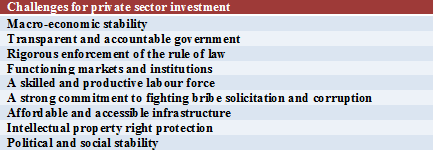 Challenges for private sector investment
Macro-economic stability
Transparent and accountable government
Rigorous enforcement of the rule of law
Functioning markets and institutions
A skilled and productive labour force
A strong commitment to fighting bribe solicitation and corruption
Affordable and accessible infrastructure
Intellectual property right protection
Political and social stability